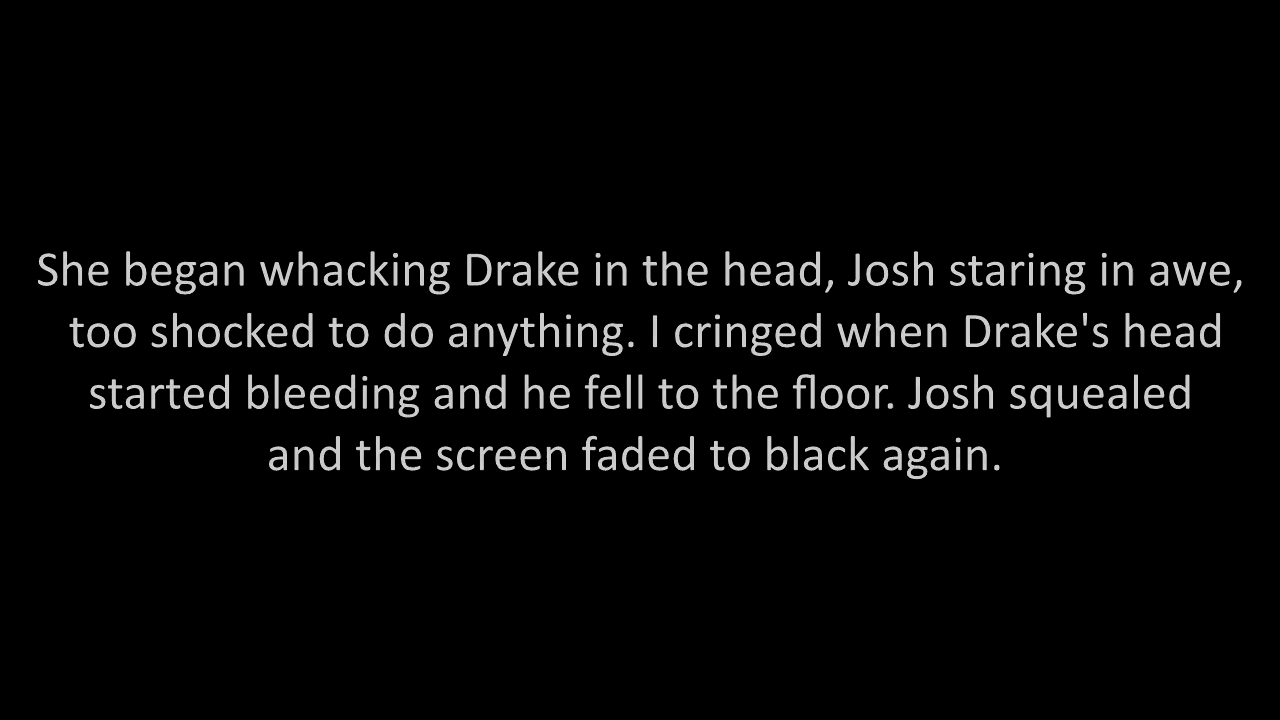 She began whacking Drake in the head, Josh staring in awe,
too shocked to do anything. I cringed when Drake's head
started bleeding and he fell to the floor. Josh squealed
and the screen faded to black again.